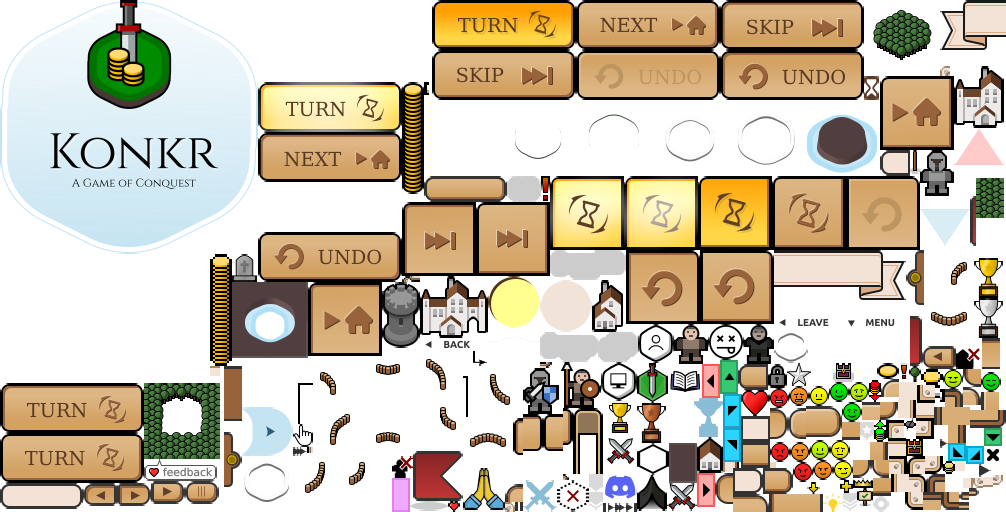 TURN
NEXT
SKIP
SKIP
UNDO
UNDO
TURN
NEXT
KONKR
A GAME OF CONQUEST
UNDO
LEAVE
MENU
BACK
TURN
TURN
feedback